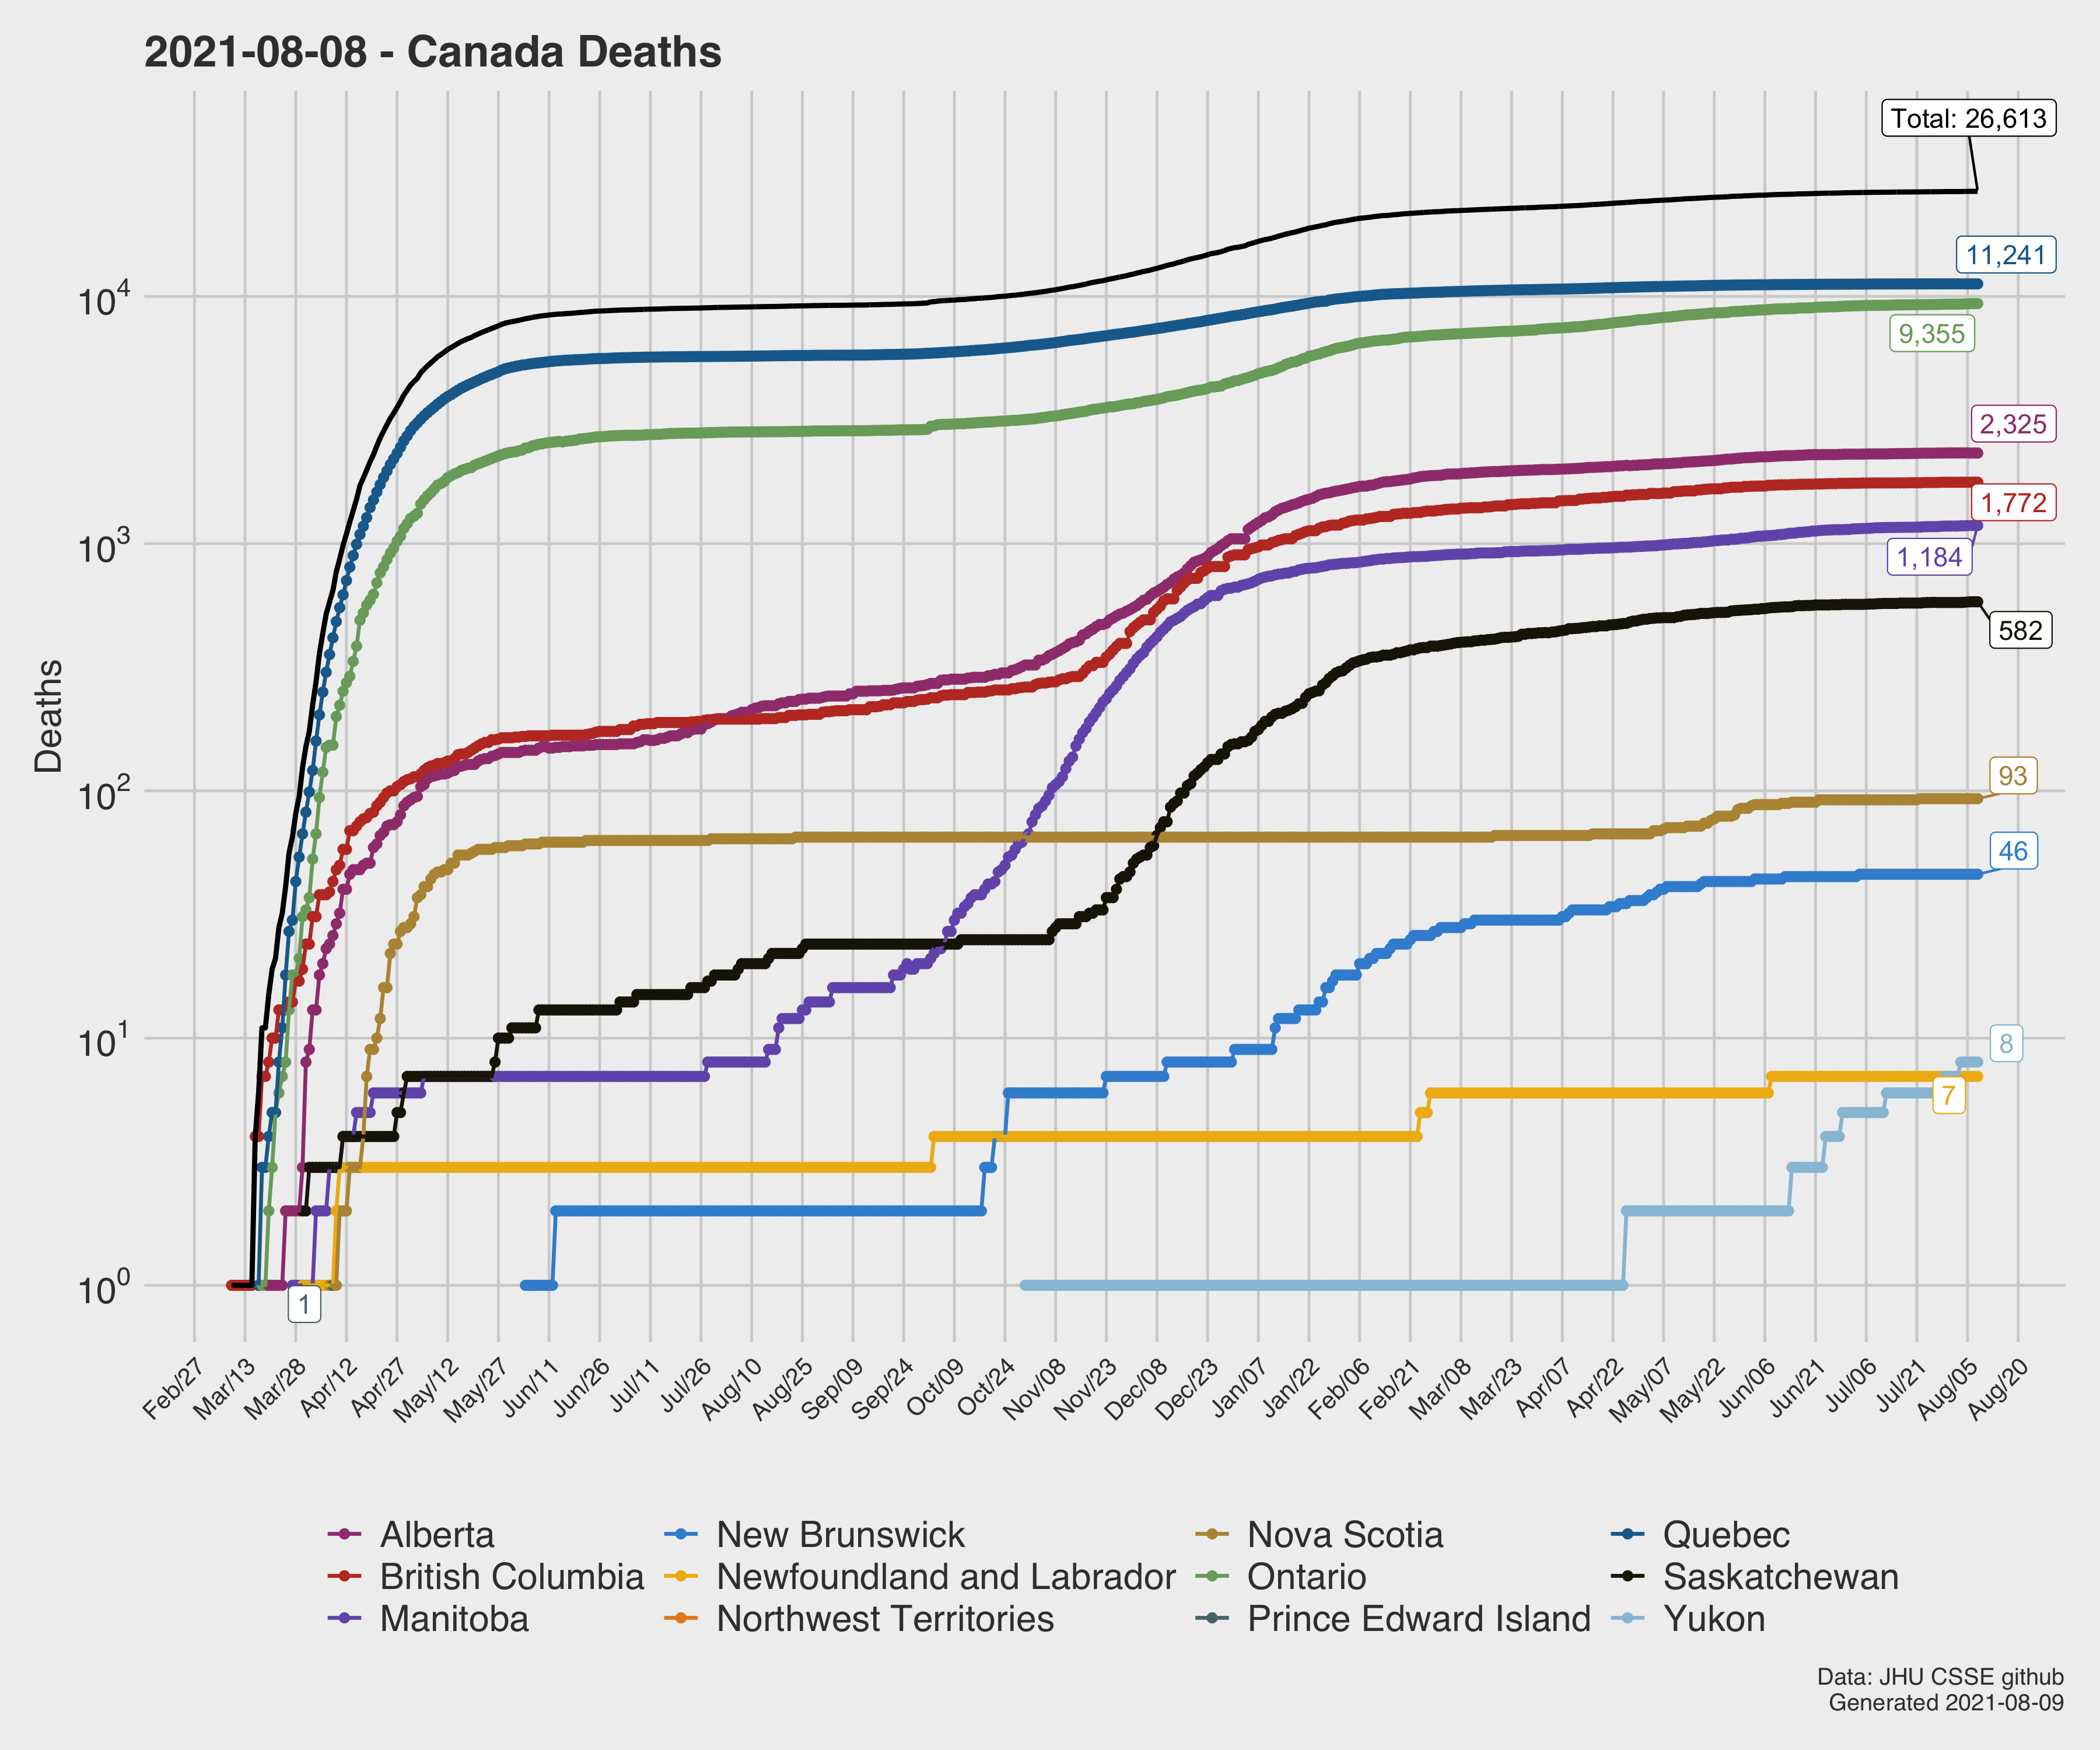 2021-08-08 - Canada Deaths
Total: 26,613
11,241
9,355
2,325
1,772
1,184
582
93
46
8
7
1
10^4
10^3
10^2
10^1
10^0
Deaths
Feb/27 Mar/13 Mar/28 Apr/12 Apr/27 May/12 May/27 Jun/11 Jun/26 Jul/11 Jul/26 Aug/10 Aug/25 Sep/09 Sep/24 Oct/09 Oct/24 Nov/08 Nov/23 Dec/08 Dec/23 Jan/07 Jan/22 Feb/06 Feb/21 Mar/08 Mar/23 Apr/07 Apr/22 May/07 May/22 Jun/06 Jun/21 Jul/06 Jul/21 Aug/05 Aug/20
Alberta New Brunswick Nova Scotia Quebec
British Columbia Newfoundland and Labrador Ontario Saskatchewan
Manitoba Northwest Territories Prince Edward Island Yukon
Data: JHU CSSE github
Generated 2021-08-09